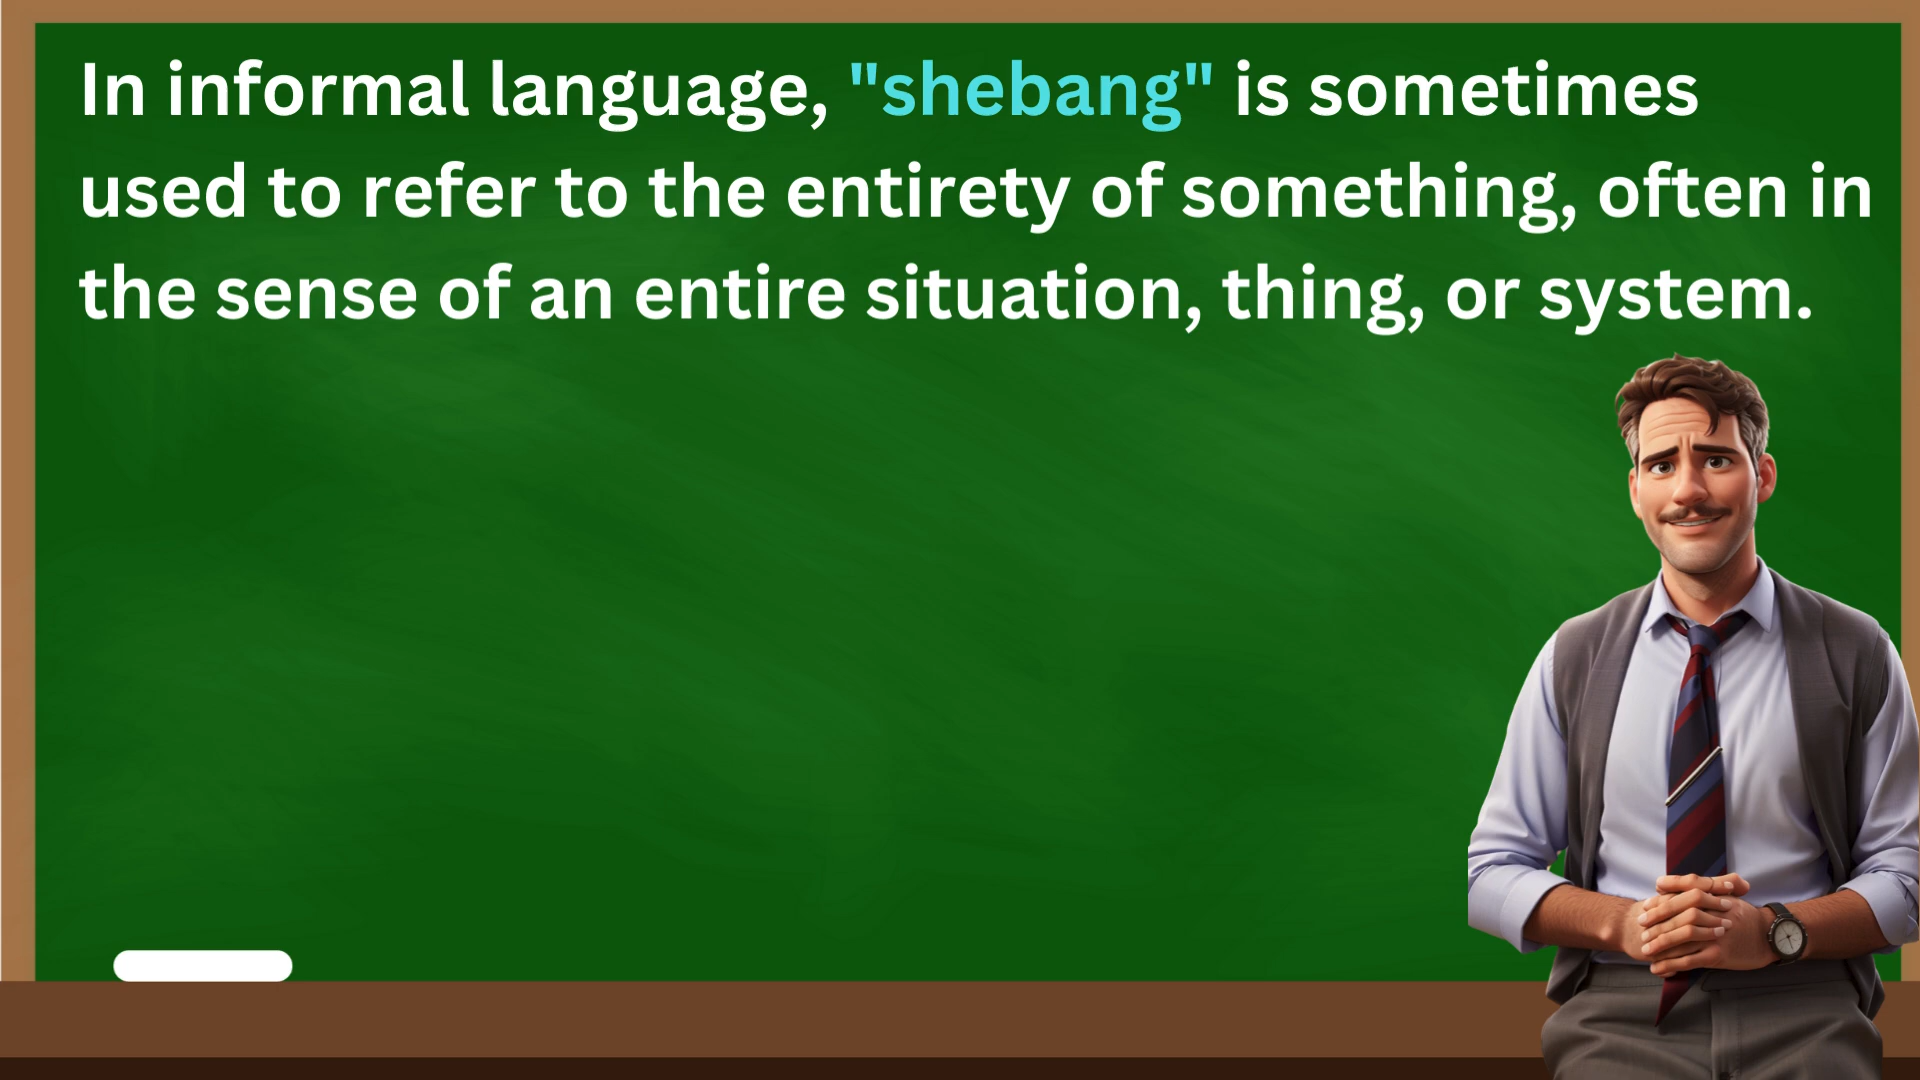 In informal language, "shebang" is sometimes
used to refer to the entirety of something, often in
the sense of an entire situation, thing, or system.